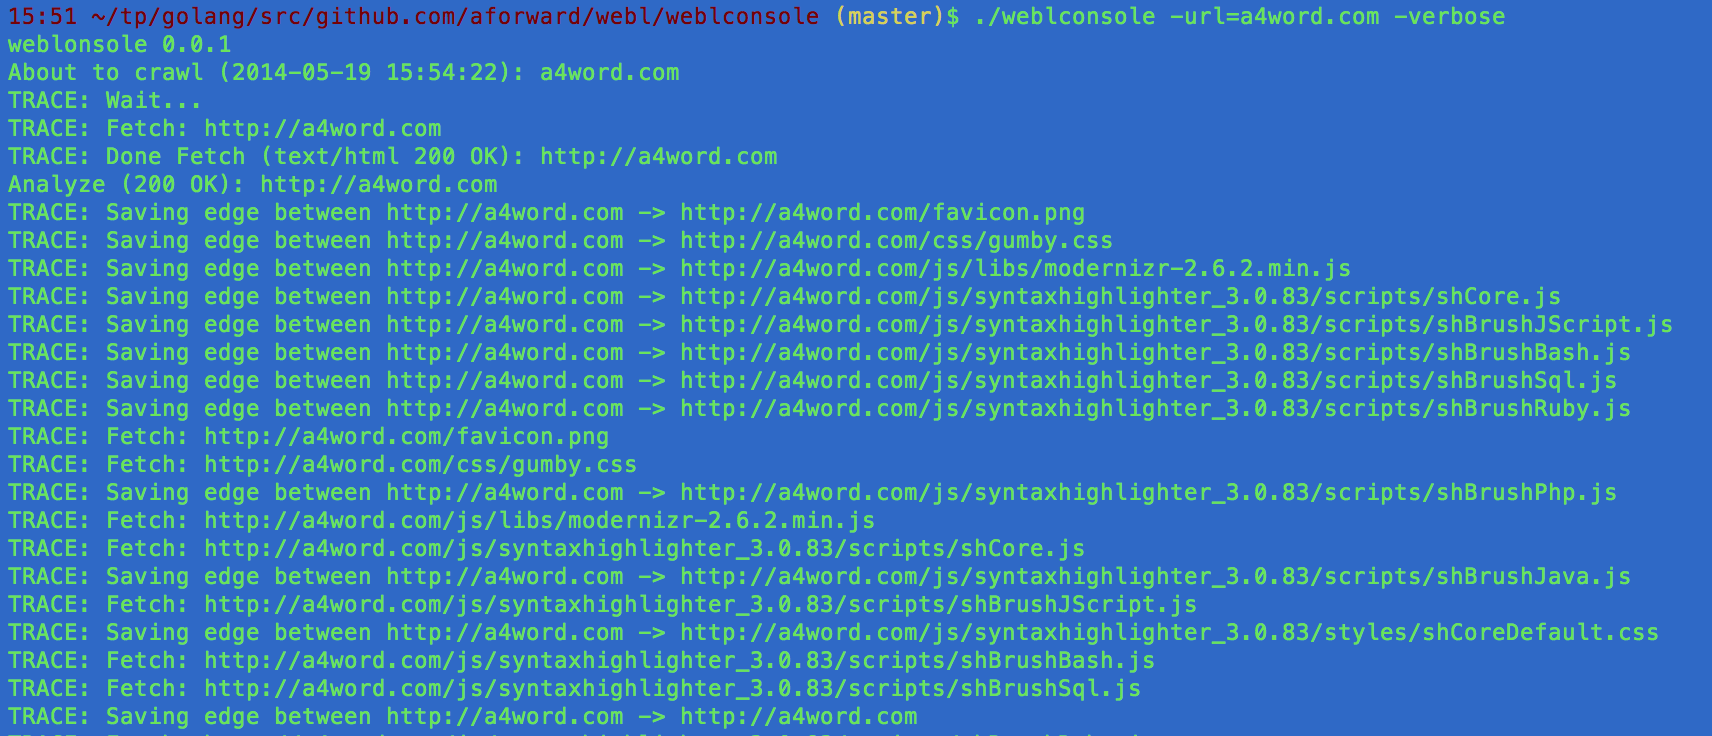 15:51 ~/tp/golang/src/github.com/aforward/webl/weblconsole (master)$ ./weblconsole -url=a4word.com -verbose
weblonsole 0.0.1
About to crawl (2014-05-19 15:54:22): a4word.com
TRACE: Wait...
TRACE: Fetch: http://a4word.com
TRACE: Done Fetch (text/html 200 OK): http://a4word.com
Analyze (200 OK): http://a4word.com
TRACE: Saving edge between http://a4word.com -> http://a4word.com/favicon.png
TRACE: Saving edge between http://a4word.com -> http://a4word.com/css/gumby.css
TRACE: Saving edge between http://a4word.com -> http://a4word.com/js/libs/modernizr-2.6.2.min.js
TRACE: Saving edge between http://a4word.com -> http://a4word.com/js/syntaxhighlighter_3.0.83/scripts/shCore.js
TRACE: Saving edge between http://a4word.com -> http://a4word.com/js/syntaxhighlighter_3.0.83/scripts/shBrushJScript.js
TRACE: Saving edge between http://a4word.com -> http://a4word.com/js/syntaxhighlighter_3.0.83/scripts/shBrushBash.js
TRACE: Saving edge between http://a4word.com -> http://a4word.com/js/syntaxhighlighter_3.0.83/scripts/shBrushSql.js
TRACE: Saving edge between http://a4word.com -> http://a4word.com/js/syntaxhighlighter_3.0.83/scripts/shBrushRuby.js
TRACE: Fetch: http://a4word.com/favicon.png
TRACE: Fetch: http://a4word.com/css/gumby.css
TRACE: Saving edge between http://a4word.com -> http://a4word.com/js/syntaxhighlighter_3.0.83/scripts/shBrushPhp.js
TRACE: Fetch: http://a4word.com/js/libs/modernizr-2.6.2.min.js
TRACE: Fetch: http://a4word.com/js/syntaxhighlighter_3.0.83/scripts/shCore.js
TRACE: Saving edge between http://a4word.com -> http://a4word.com/js/syntaxhighlighter_3.0.83/scripts/shBrushJava.js
TRACE: Fetch: http://a4word.com/js/syntaxhighlighter_3.0.83/scripts/shBrushJScript.js
TRACE: Saving edge between http://a4word.com -> http://a4word.com/js/syntaxhighlighter_3.0.83/styles/shCoreDefault.css
TRACE: Fetch: http://a4word.com/js/syntaxhighlighter_3.0.83/scripts/shBrushBash.js
TRACE: Fetch: http://a4word.com/js/syntaxhighlighter_3.0.83/scripts/shBrushSql.js
TRACE: Saving edge between http://a4word.com -> http://a4word.com